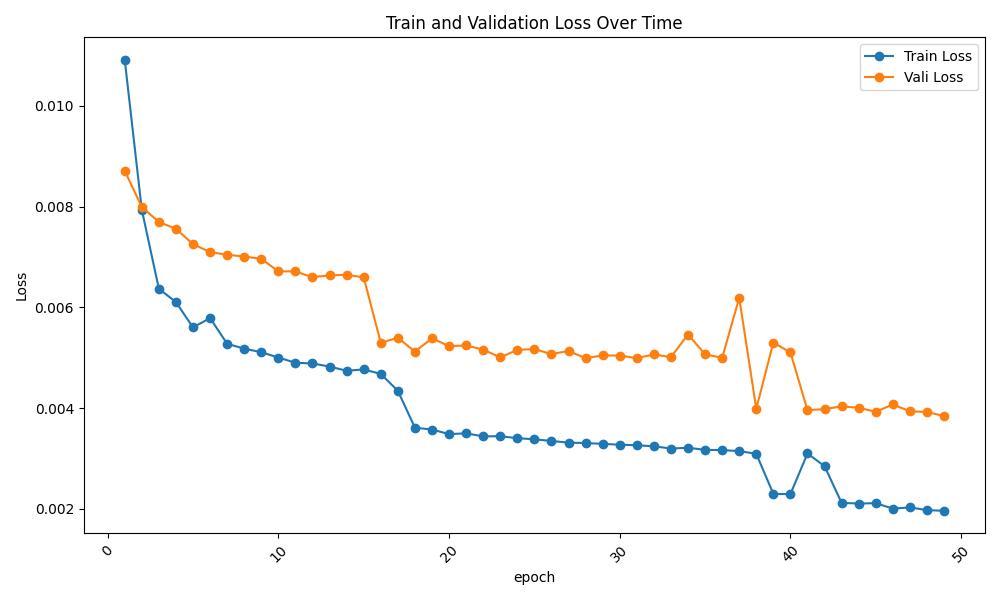 Train and Validation Loss Over Time
Train Loss
Vali Loss
Loss
0.010
0.008
0.006
0.004
0.002
0
10
20
30
40
50
epoch